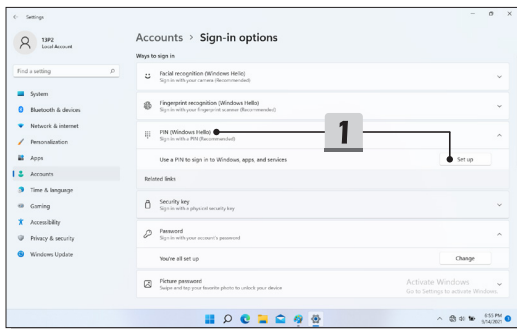 Settings
13P2
Local Account
Find a setting
System
Bluetooth & devices
Network & internet
Personalization
Apps
Accounts
Time & language
Gaming
Accessibility
Privacy & security
Windows Update
Accounts > Sign-in options
Ways to sign in
Facial recognition (Windows Hello)
Sign in with your camera (Recommended)
Fingerprint recognition (Windows Hello)
Sign in with your fingerprint scanner (Recommended)
PIN (Windows Hello)
Sign in with a PIN (Recommended)
1
Use a PIN to sign in to Windows, apps, and services
Set up
Related links
Security key
Sign in with a physical security key
Password
Sign in with your account's password
You're all set up
Change
Picture password
Swipe and tap your favorite photo to unlock your device
Activate Windows
Go to Settings to activate Windows.
6:53 PM
9/14/2021